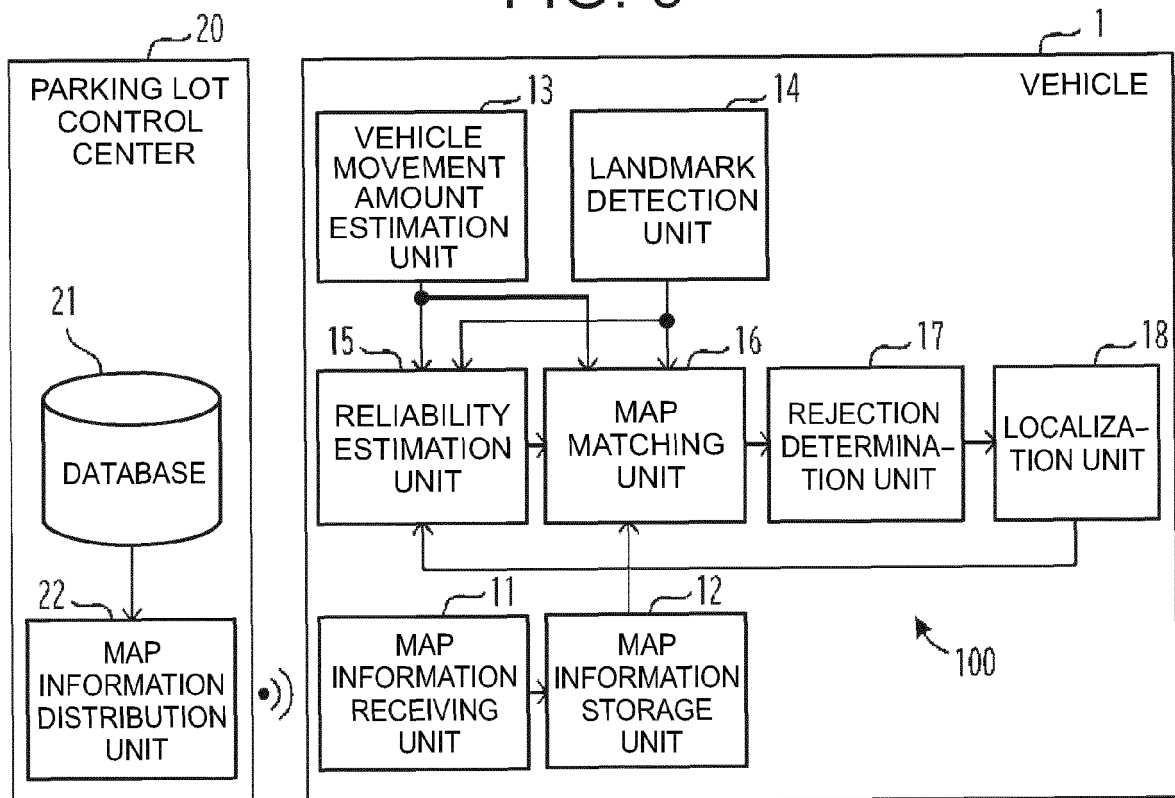 20
1
PARKING LOT
CONTROL
CENTER
VEHICLE
13
14
VEHICLE
MOVEMENT
AMOUNT
ESTIMATION
UNIT
LANDMARK
DETECTION
UNIT
21
15
16
17
18
DATABASE
RELIABILITY
ESTIMATION
UNIT
MAP
MATCHING
UNIT
REJECTION
DETERMINA-
TION UNIT
LOCALIZA-
TION UNIT
22
11
12
MAP
INFORMATION
DISTRIBUTION
UNIT
MAP
INFORMATION
RECEIVING
UNIT
MAP
INFORMATION
STORAGE
UNIT
100